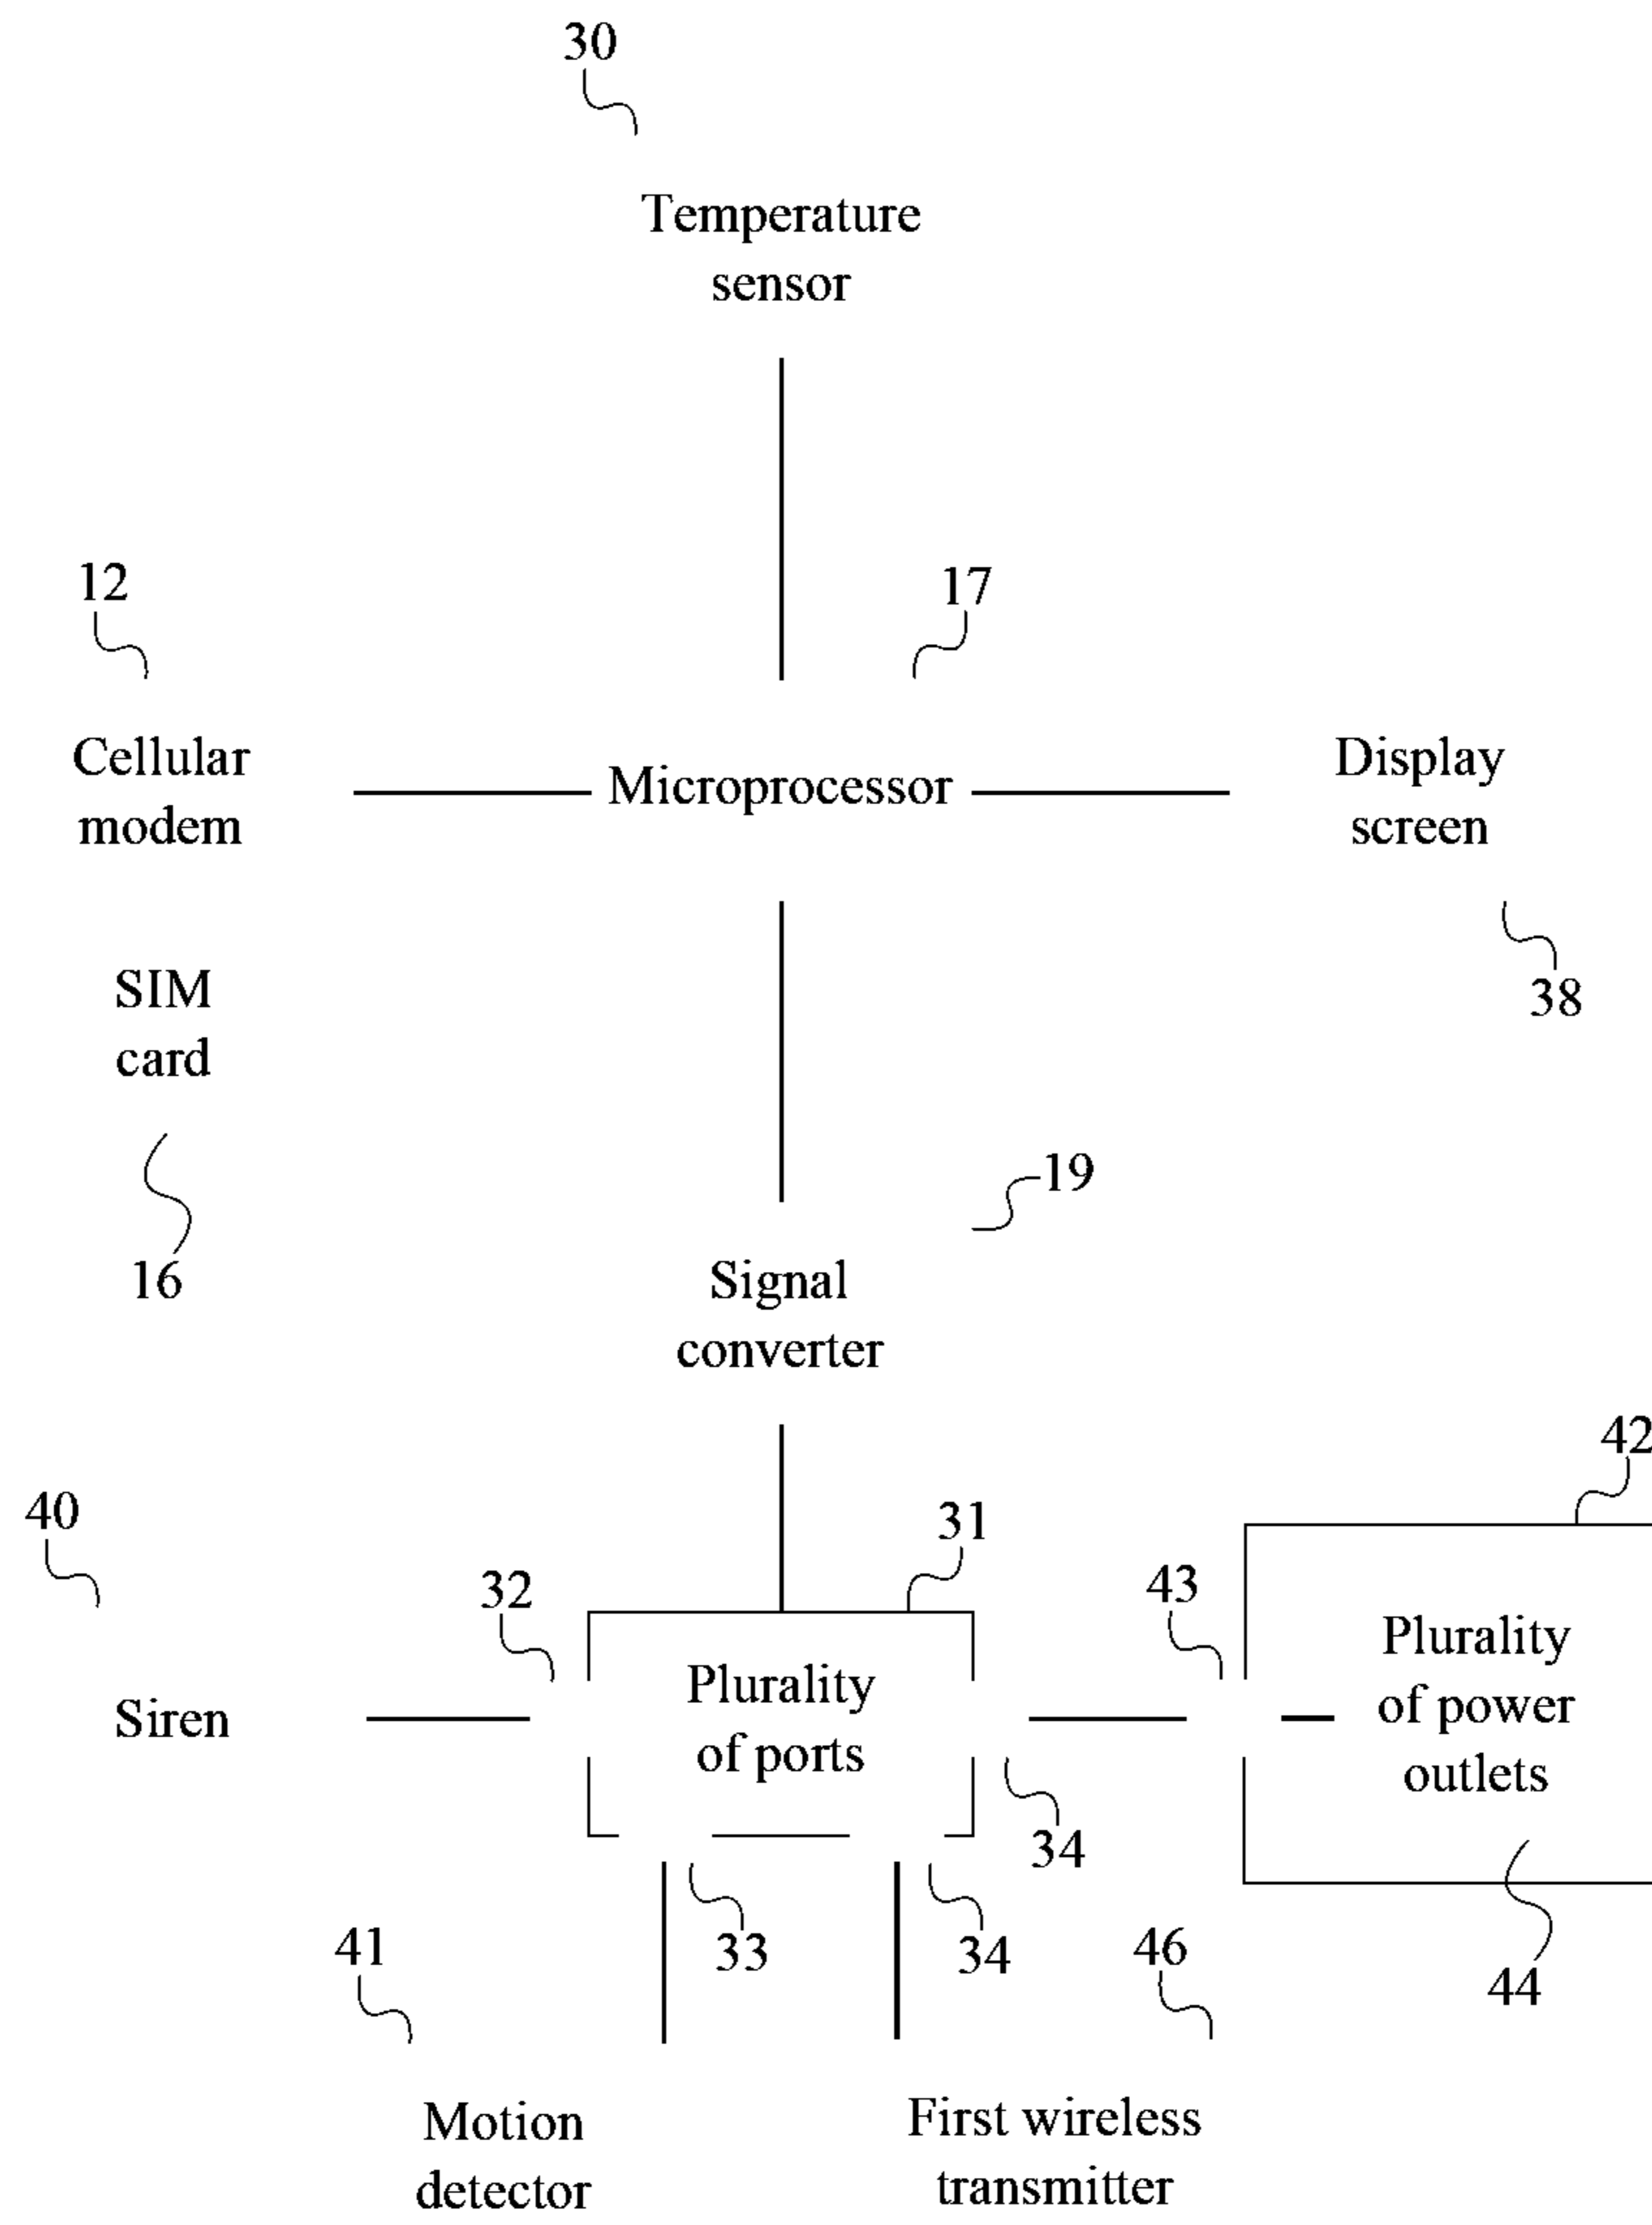 30
Temperature
sensor
12
17
Cellular
modem
Microprocessor
Display
screen
SIM
card
38
16
19
Signal
converter
42
40
31
32
43
Siren
Plurality
of ports
Plurality
of power
outlets
34
33
34
44
41
46
Motion
detector
First wireless
transmitter